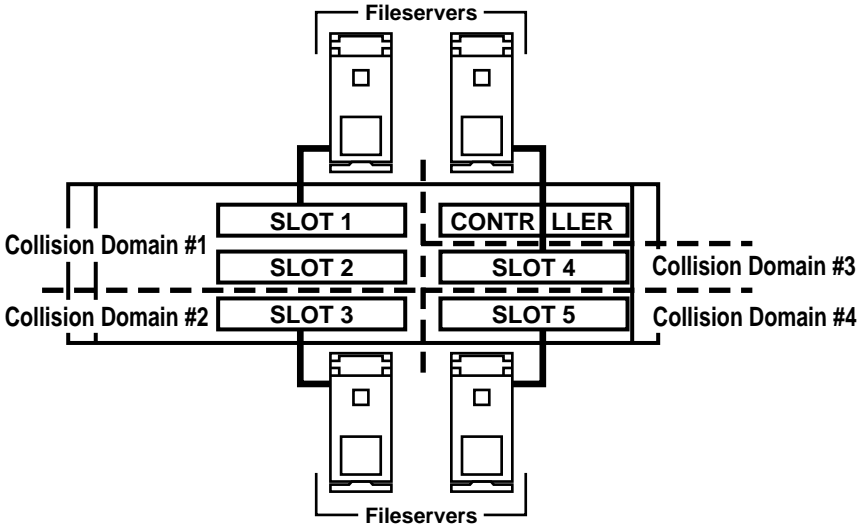 Fileservers
SLOT 1
CONTR LLER
Collision Domain #1
SLOT 2
SLOT 4
Collision Domain #3
Collision Domain #2
SLOT 3
SLOT 5
Collision Domain #4
Fileservers